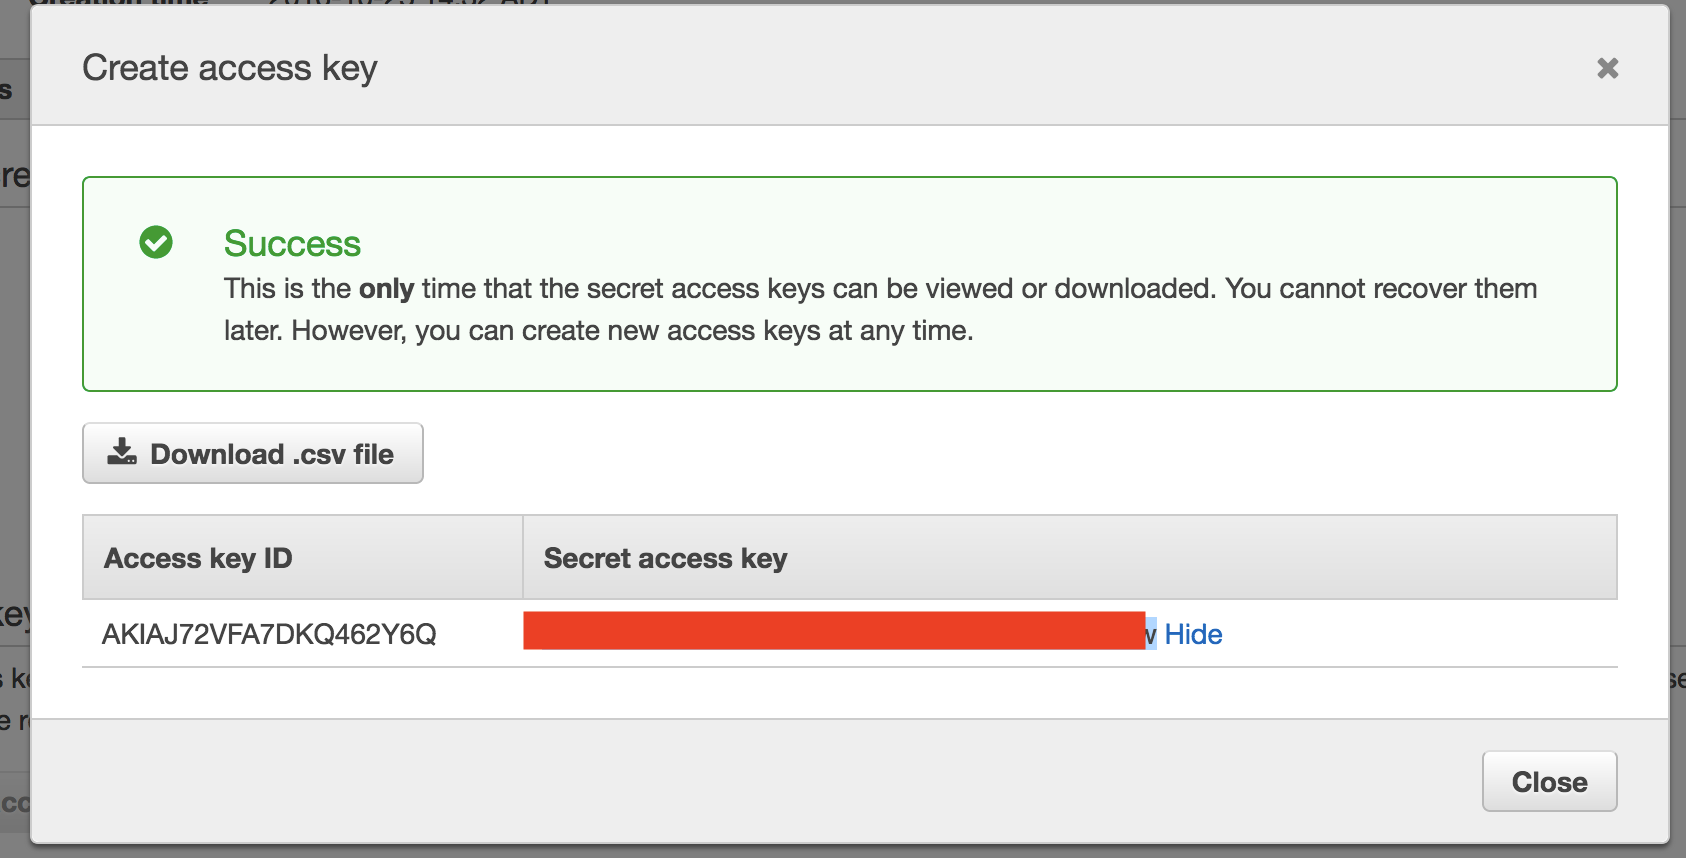 Create access key
Success
This is the only time that the secret access keys can be viewed or downloaded. You cannot recover them
later. However, you can create new access keys at any time.
Download .csv file
Access key ID Secret access key
AKIAJ72VFA7DKQ462Y6Q w Hide
Close